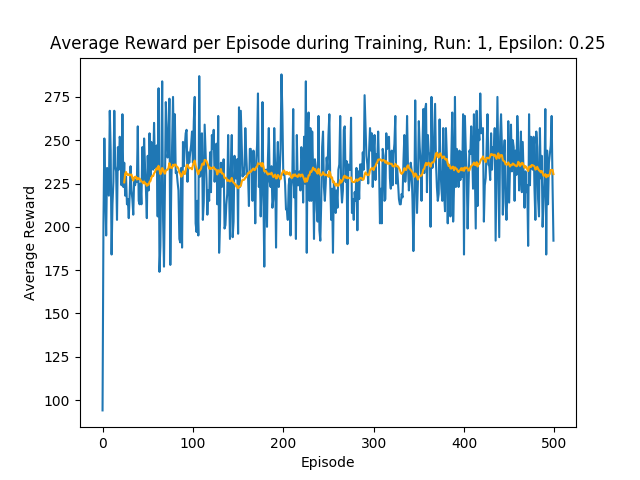 Average Reward per Episode during Training, Run: 1, Epsilon: 0.25
275
250
225
200
175
150
125
100
Average Reward
0 100 200 300 400 500
Episode